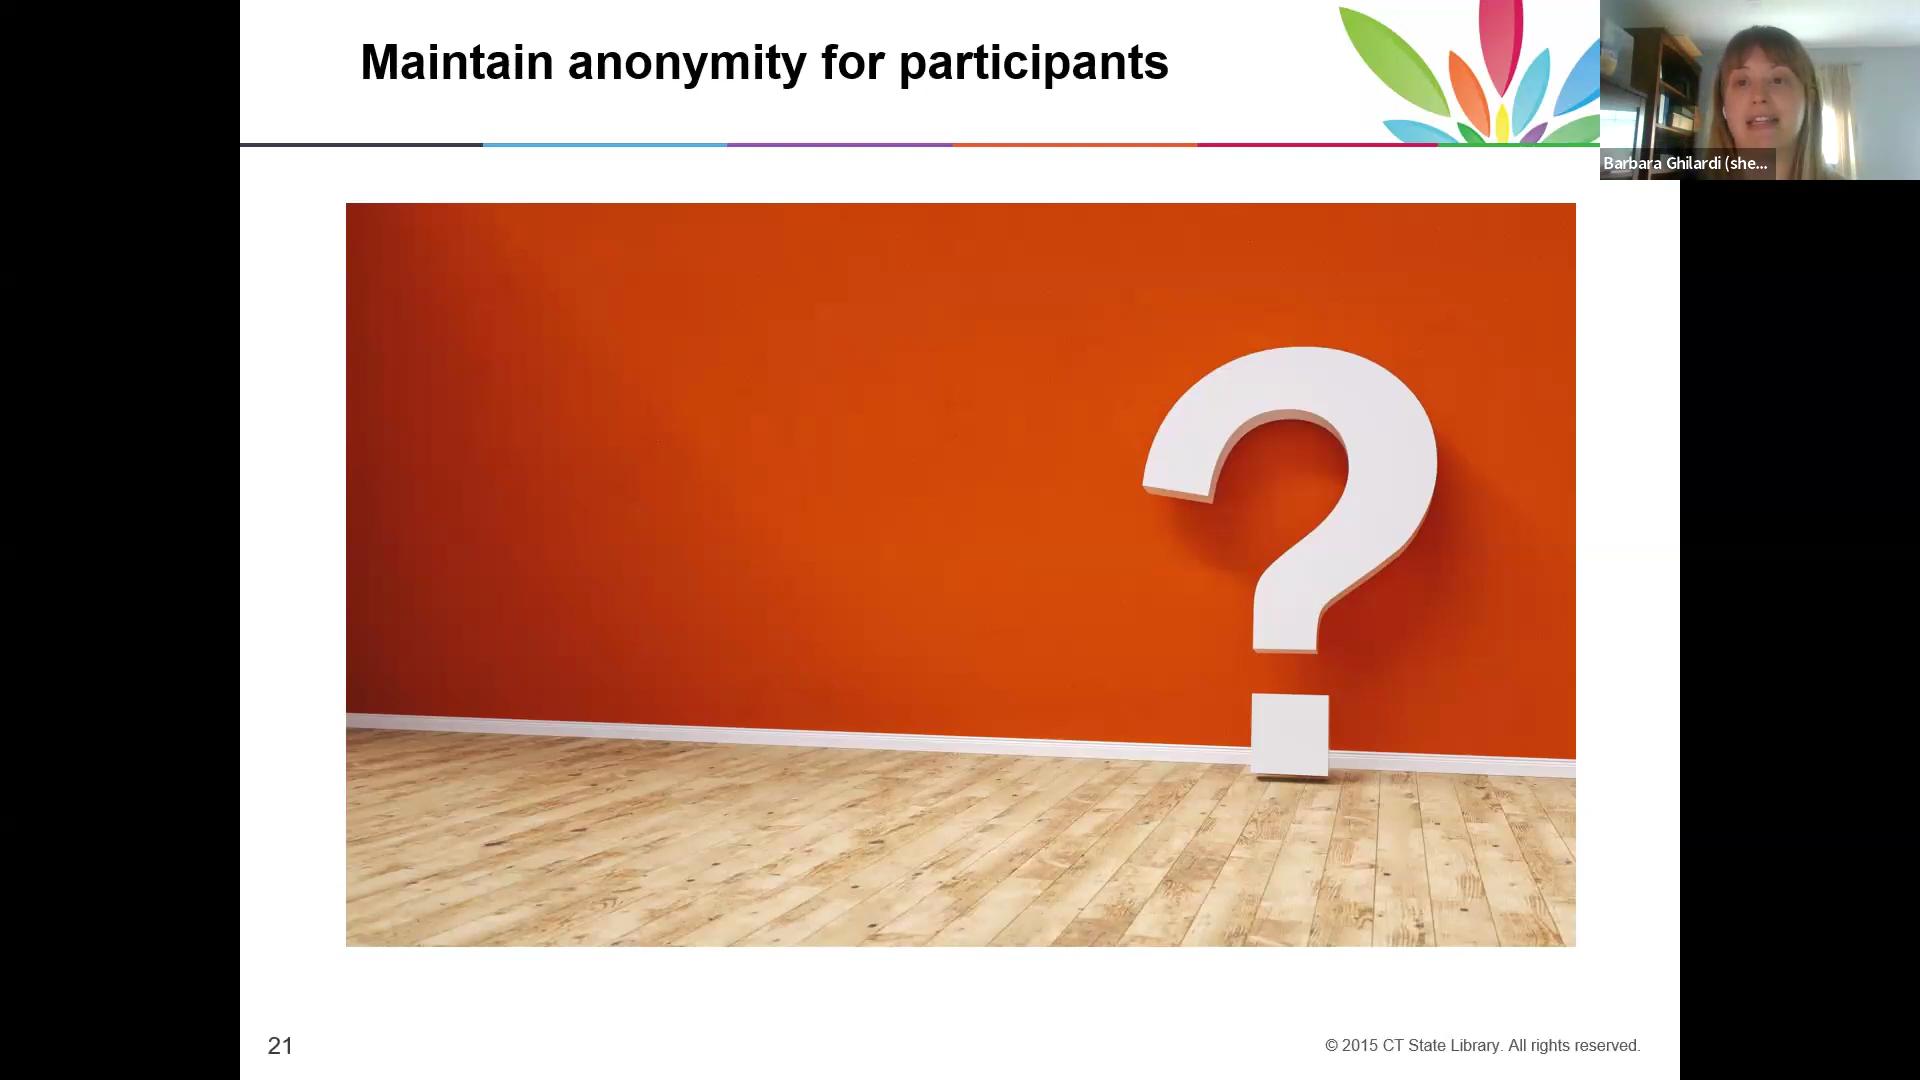 Maintain anonymity for participants
Barbara Ghilardi (she...
?
21
© 2015 CT State Library. All rights reserved.